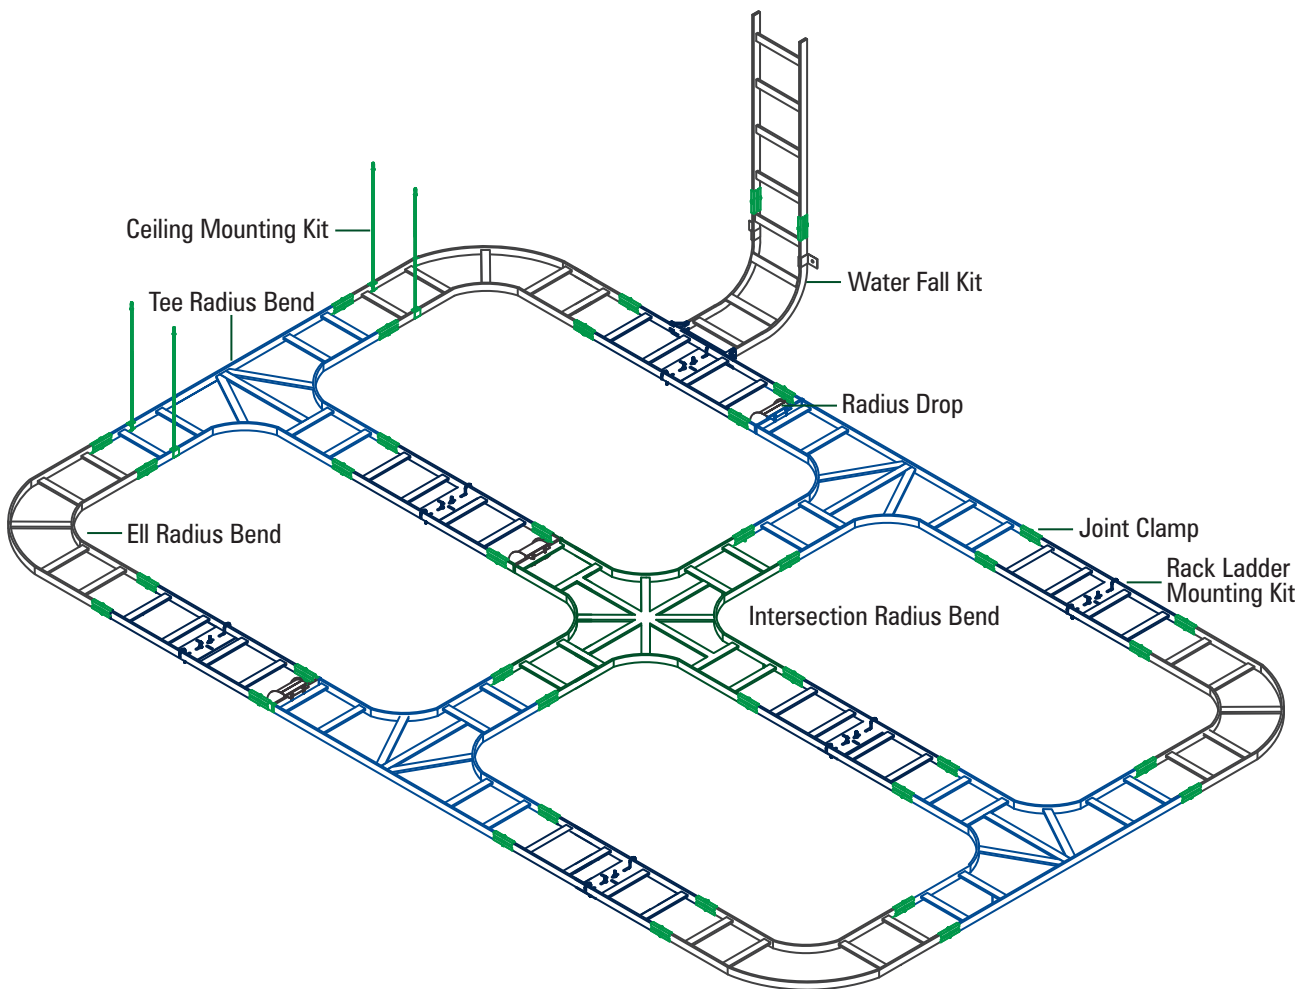 Ceiling Mounting Kit
Tee Radius Bend
Water Fall Kit
Radius Drop
Ell Radius Bend
Joint Clamp
Rack Ladder
Mounting Kit
Intersection Radius Bend